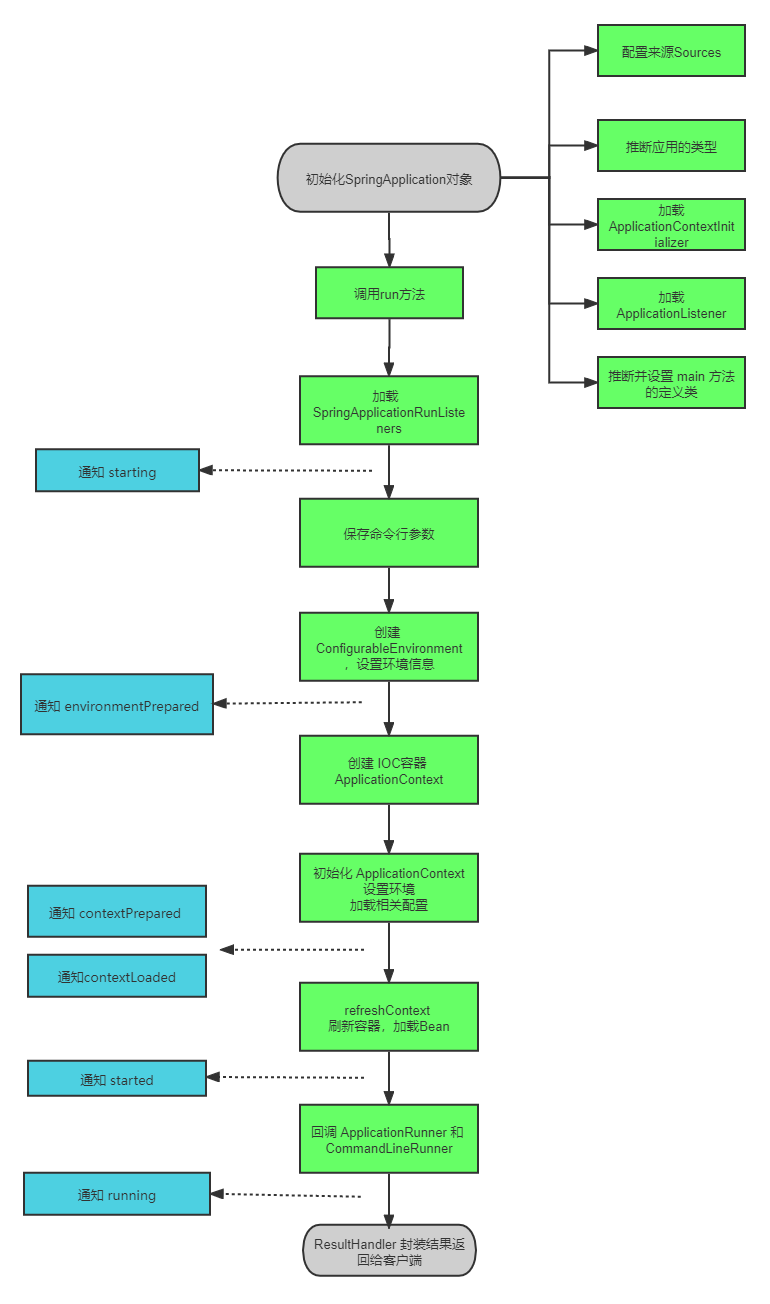 配置来源Sources
推断应用的类型
加载
ApplicationContextInit
ializer
加载
ApplicationListener
推断并设置 main 方法
的定义类
初始化SpringApplication对象
调用run方法
加载
SpringApplicationRunListe
ners
通知 starting
保存命令行参数
创建
ConfigurableEnvironment
，设置环境信息
通知 environmentPrepared
创建 IOC容器
ApplicationContext
初始化 ApplicationContext
设置环境
加载相关配置
通知 contextPrepared
通知contextLoaded
refreshContext
刷新容器，加载Bean
通知 started
回调 ApplicationRunner 和
CommandLineRunner
通知 running
ResultHandler 封装结果返
回给客户端